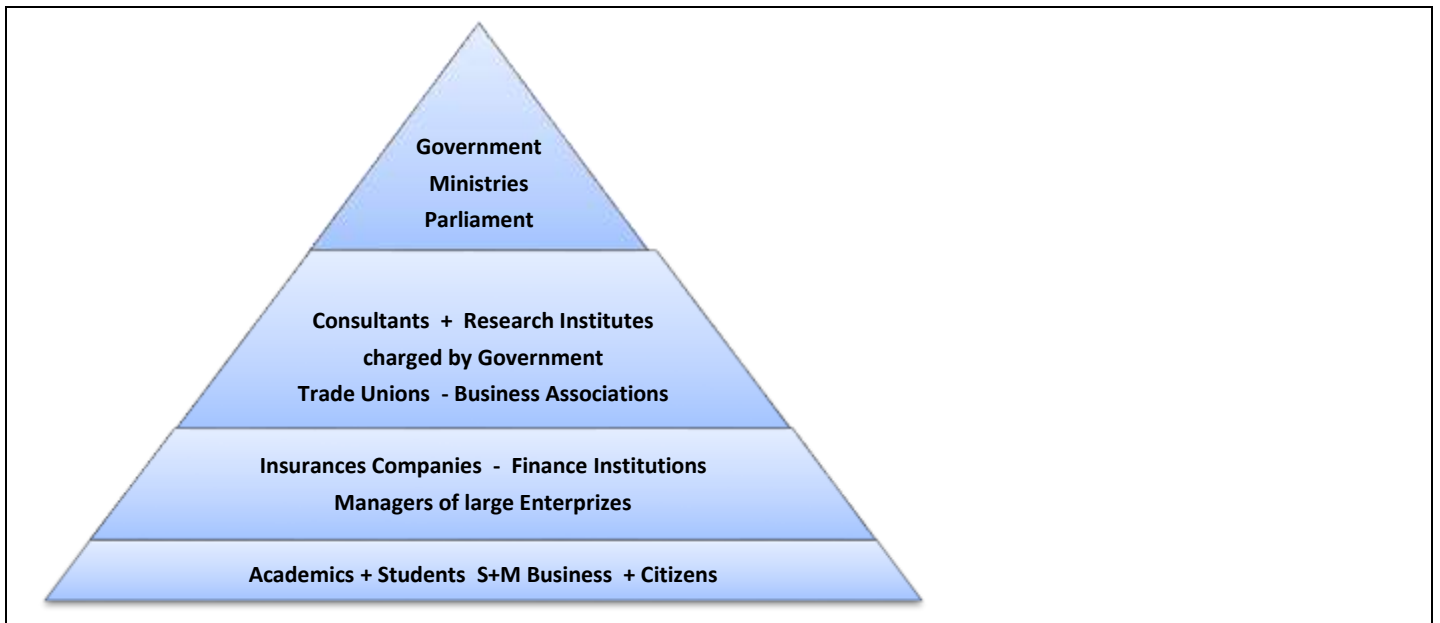 Government
Ministries
Parliament
Consultants + Research Institutes
charged by Government
Trade Unions - Business Associations
Insurances Companies - Finance Institutions
Managers of large Enterprizes
Academics + Students S+M Business + Citizens